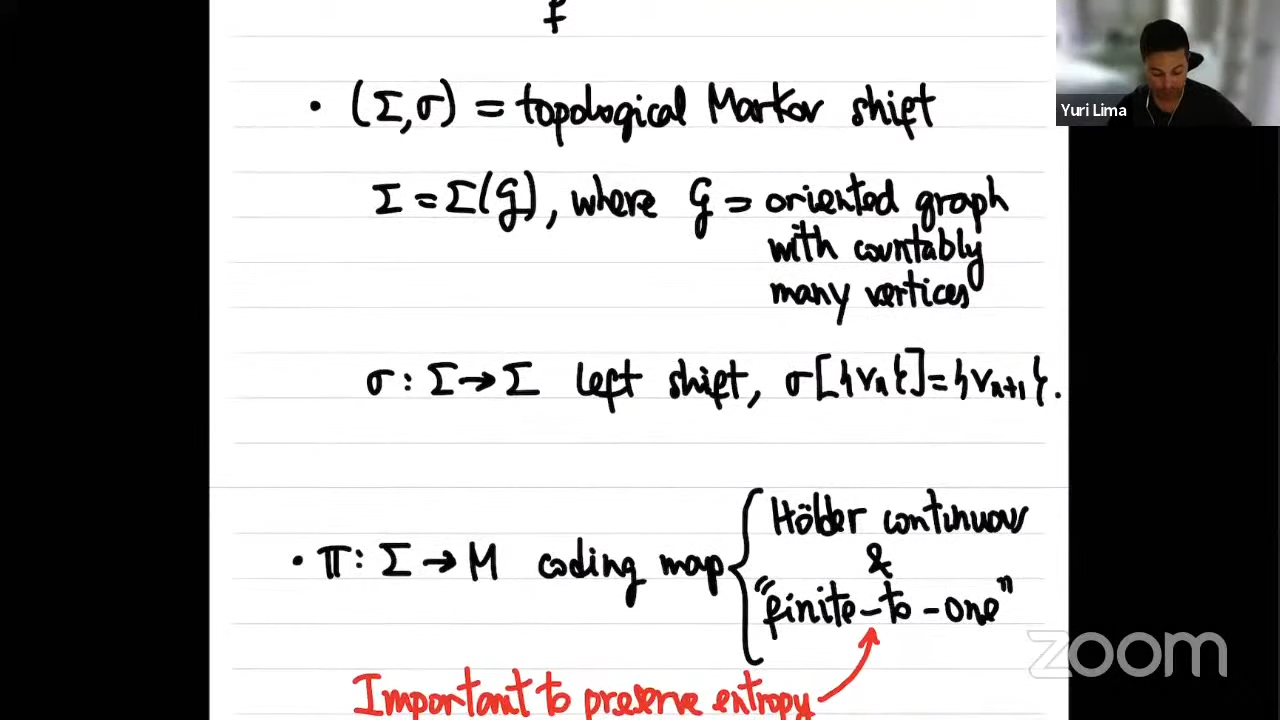 f
• (Σ,σ) = topological Markov shift
Yuri Lima
Σ = Σ(G), where G = oriented graph
with countably
many vertices
σ : Σ → Σ left shift, σ[{vₙ}] = {vₙ₊₁}.
• π : Σ → M coding map { Hölder continuous
&
"finite-to-one"
zoom
Important to preserve entropy